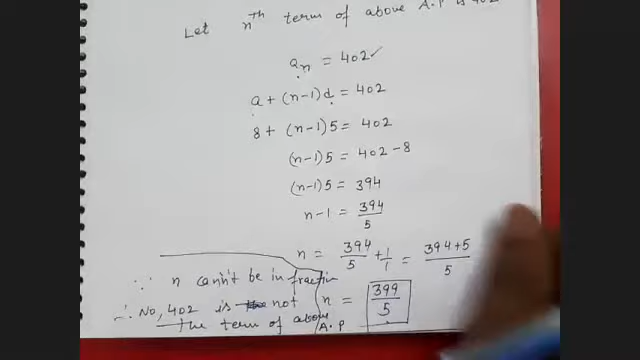 Let nth term of above A.P is 402
aₙ = 402 ✓
a + (n-1)d = 402
8 + (n-1)5 = 402
(n-1)5 = 402 - 8
(n-1)5 = 394
n-1 = 394/5
n = 394/5 + 1/1 = 394+5/5
∵ n can't be in fraction
n = 399/5
∴ No, 402 is not
the term of above A.P